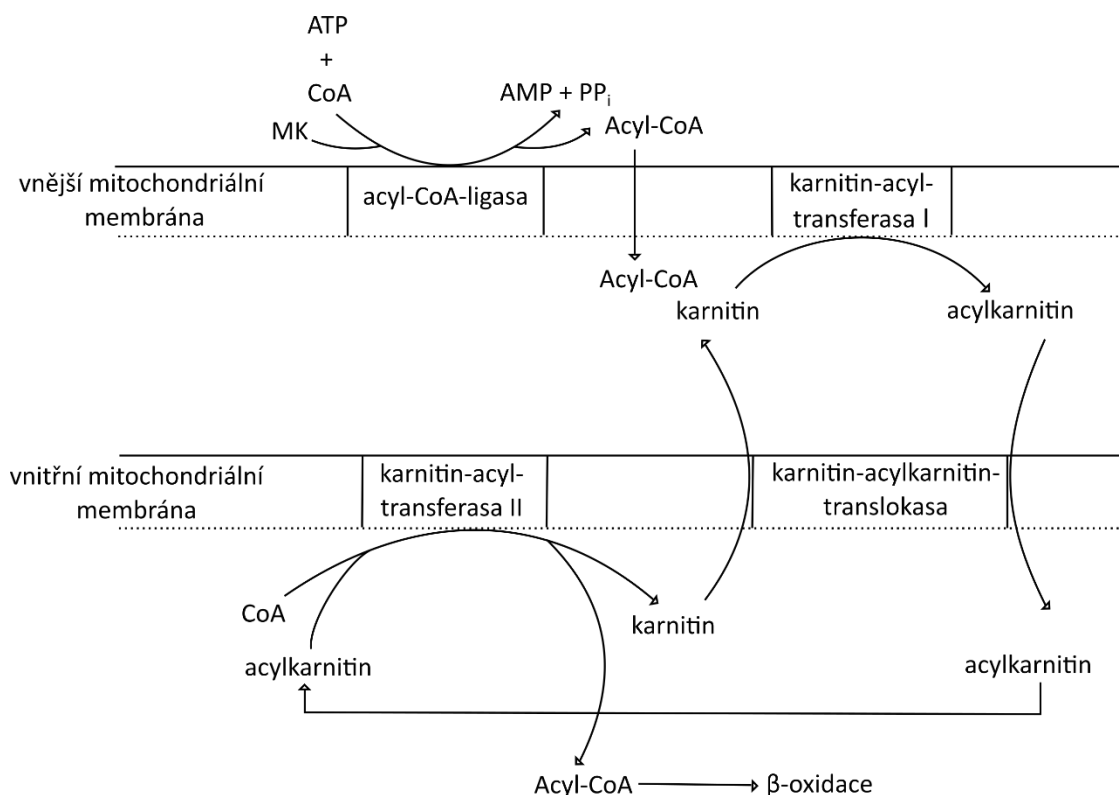 ATP
+
CoA
MK
AMP + PPi
Acyl-CoA
vnější mitochondriální
membrána
acyl-CoA-ligasa
karnitin-acyl-
transferasa I
Acyl-CoA
karnitin
acylkarnitin
vnitřní mitochondriální
membrána
karnitin-acyl-
transferasa II
karnitin-acylkarnitin-
translokasa
CoA
karnitin
acylkarnitin
acylkarnitin
Acyl-CoA
β-oxidace